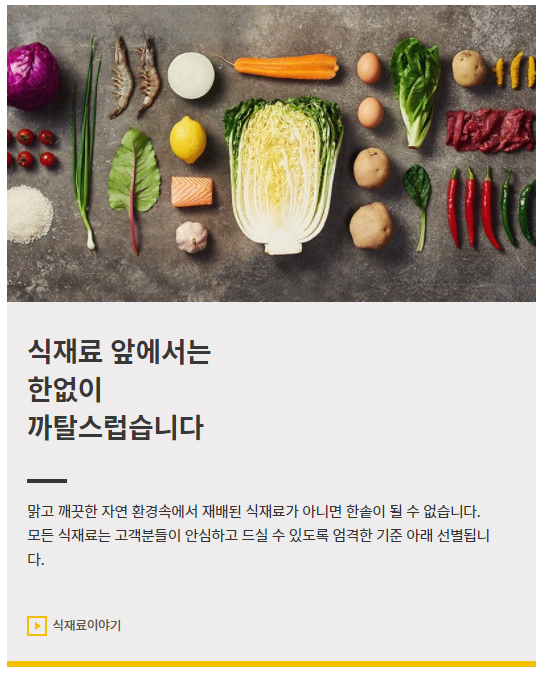 식재료 앞에서는
한없이
까탈스럽습니다
맑고 깨끗한 자연 환경속에서 재배된 식재료가 아니면 한솥이 될 수 없습니다.
모든 식재료는 고객분들이 안심하고 드실 수 있도록 엄격한 기준 아래 선별됩니
다.
식재료이야기